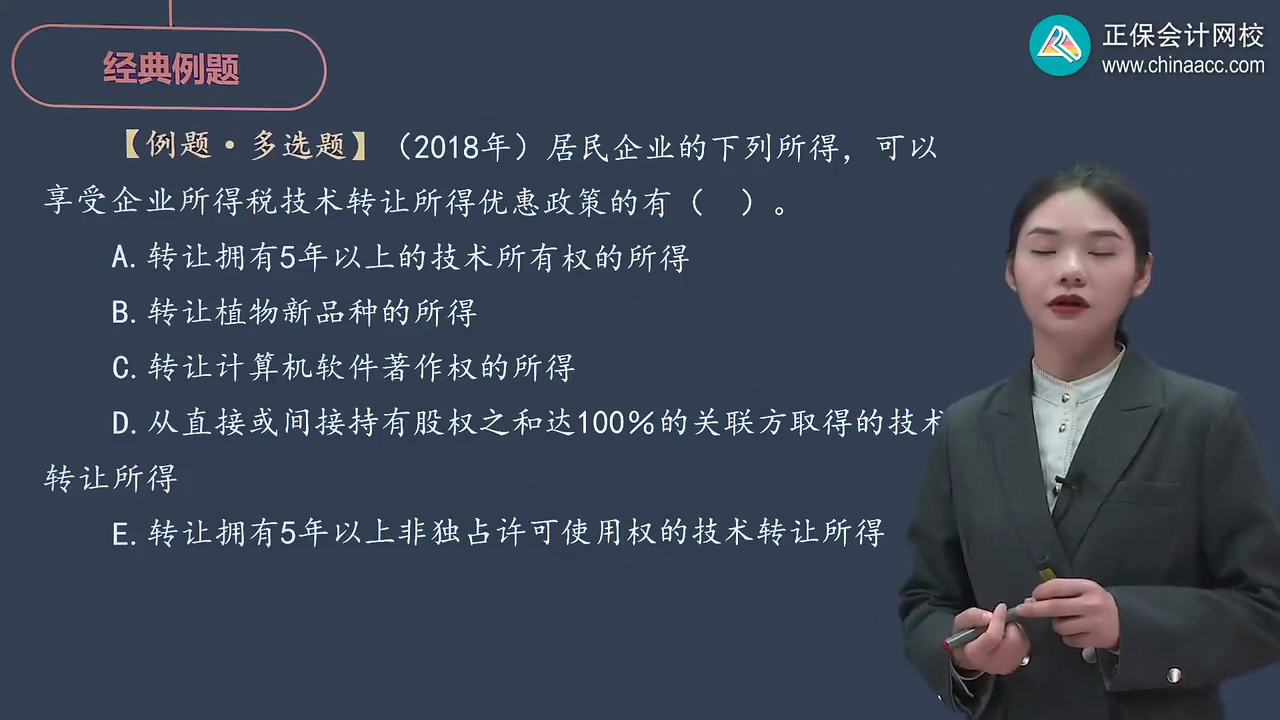 经典例题
正保会计网校
www.chinaacc.com
【例题·多选题】（2018年）居民企业的下列所得，可以
享受企业所得税技术转让所得优惠政策的有（ ）。
A. 转让拥有5年以上的技术所有权的所得
B. 转让植物新品种的所得
C. 转让计算机软件著作权的所得
D. 从直接或间接持有股权之和达100%的关联方取得的技术
转让所得
E. 转让拥有5年以上非独占许可使用权的技术转让所得